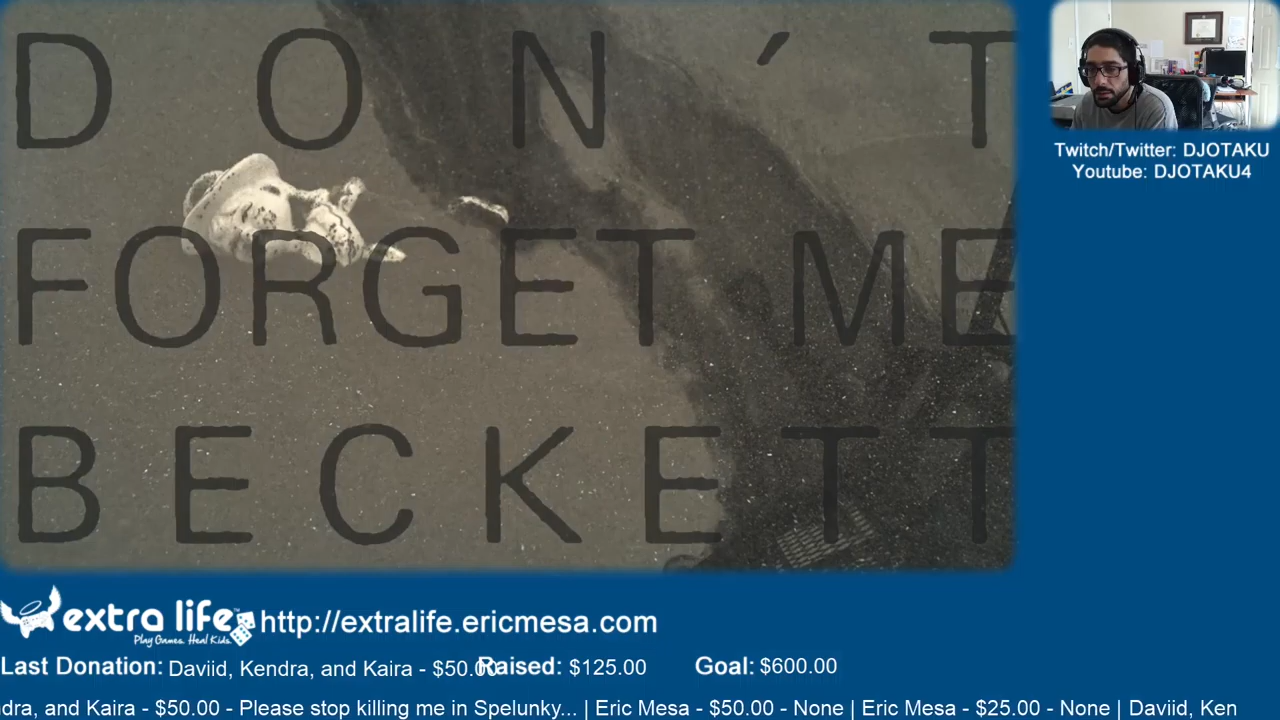 DON´T
FORGET ME
BECKETT
Twitch/Twitter: DJOTAKU
Youtube: DJOTAKU4
extra life™
Play Games. Heal Kids.
http://extralife.ericmesa.com
Last Donation: Daviid, Kendra, and Kaira - $50.00 Raised: $125.00 Goal: $600.00
dra, and Kaira - $50.00 - Please stop killing me in Spelunky... | Eric Mesa - $50.00 - None | Eric Mesa - $25.00 - None | Daviid, Ken